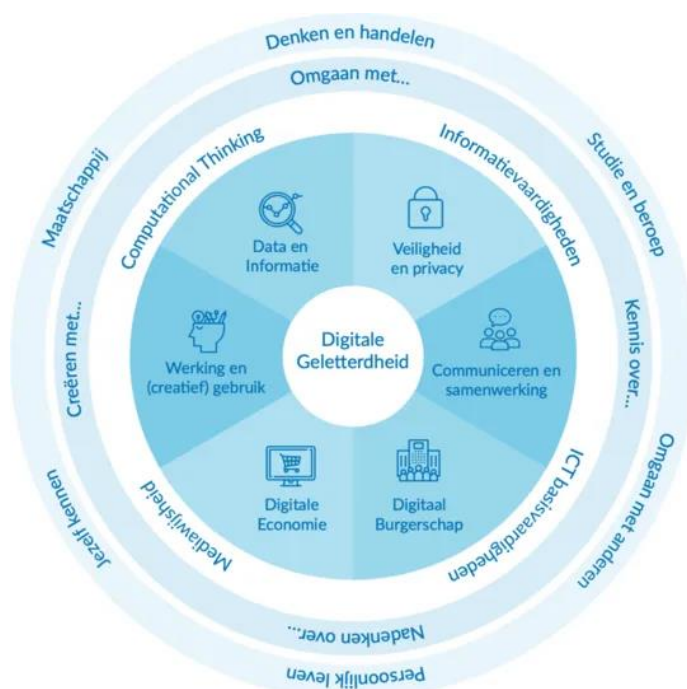 Denken en handelen
Omgaan met...
Maatschappij
Computational Thinking
Informatievaardigheden
Studie en beroep
Data en
Informatie
Veiligheid
en privacy
Digitale
Geletterdheid
Werking en
(creatief) gebruik
Communiceren en
samenwerking
Creëren met...
Kennis over...
Digitale
Economie
Digitaal
Burgerschap
Jezelf kennen
Mediawijsheid
ICT basisvaardigheden
Omgaan met anderen
Nadenken over...
Persoonlijk leven